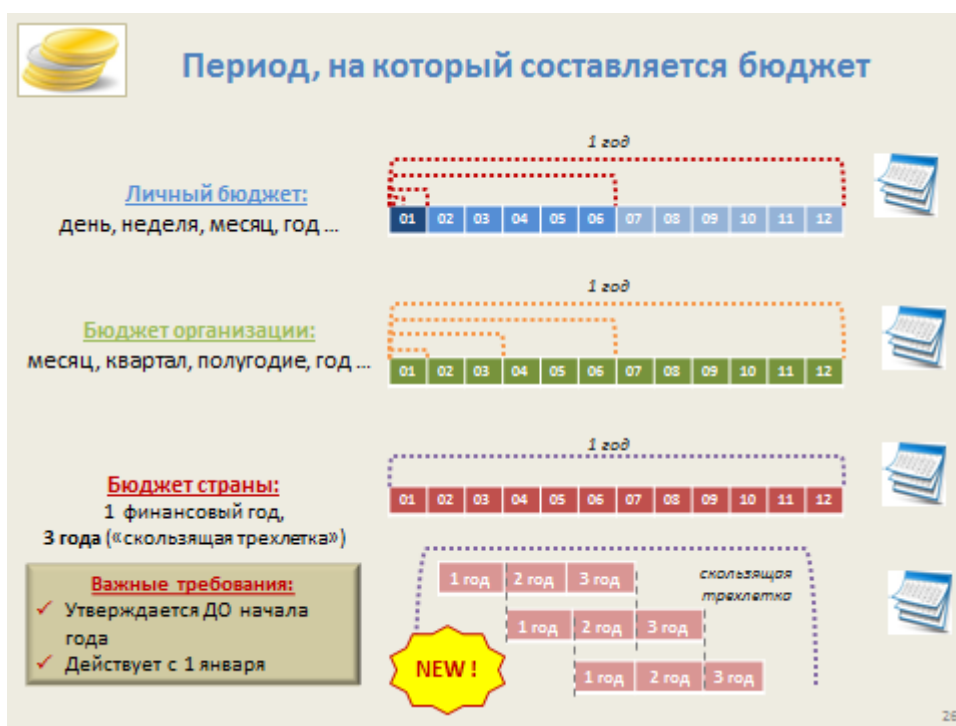 Период, на который составляется бюджет
1 год
Личный бюджет:
день, неделя, месяц, год ...
01 02 03 04 05 06 07 08 09 10 11 12
1 год
Бюджет организации:
месяц, квартал, полугодие, год ...
01 02 03 04 05 06 07 08 09 10 11 12
1 год
Бюджет страны:
1 финансовый год,
3 года («скользящая трехлетка»)
01 02 03 04 05 06 07 08 09 10 11 12
Важные требования:
✓ Утверждается ДО начала
года
✓ Действует с 1 января
1 год 2 год 3 год
скользящая
трехлетка
1 год 2 год 3 год
NEW !
1 год 2 год 3 год
26